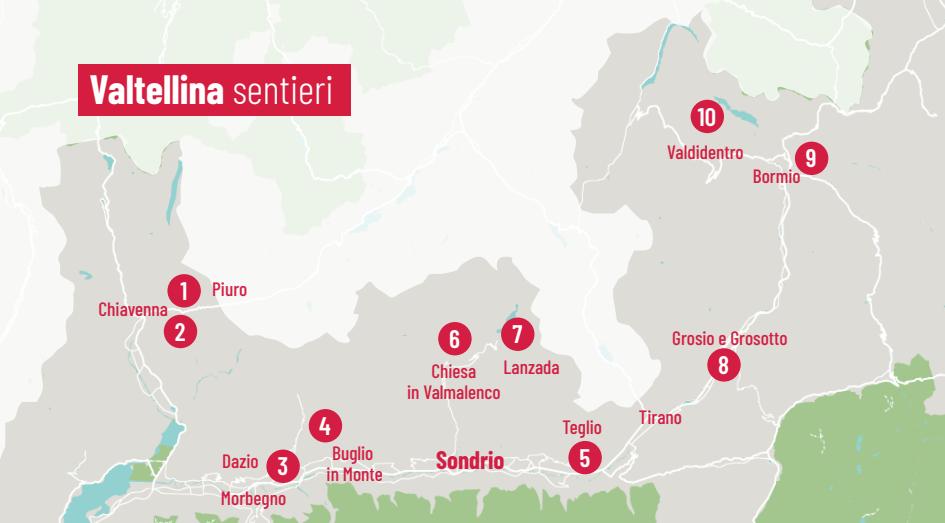 Valtellina sentieri
10
Valdidentro
9
Bormio
1
Piuro
Chiavenna
2
6
Chiesa
in Valmalenco
7
Lanzada
Grosio e Grosotto
8
4
Buglio
in Monte
Dazio
3
Morbegno
Sondrio
Teglio
5
Tirano